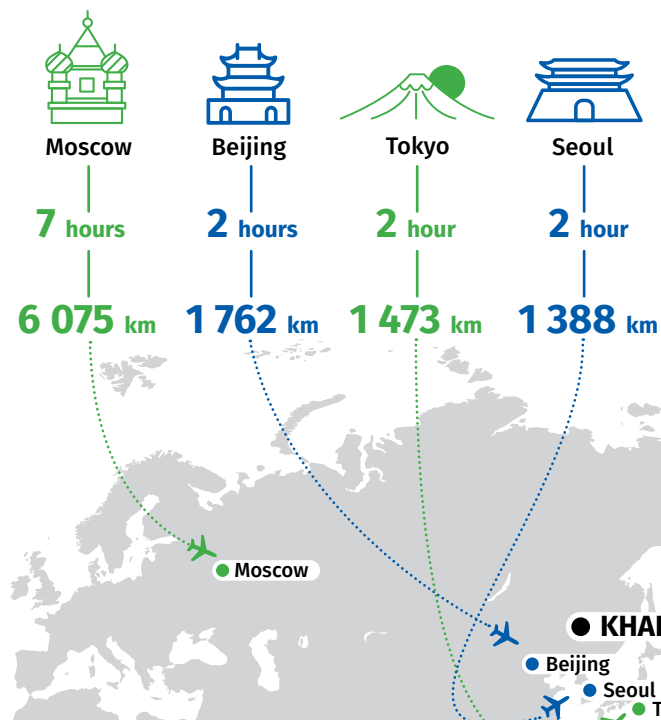 Moscow Beijing Tokyo Seoul
7 hours 2 hours 2 hour 2 hour
6 075 km 1 762 km 1 473 km 1 388 km
Moscow
Beijing
Seoul